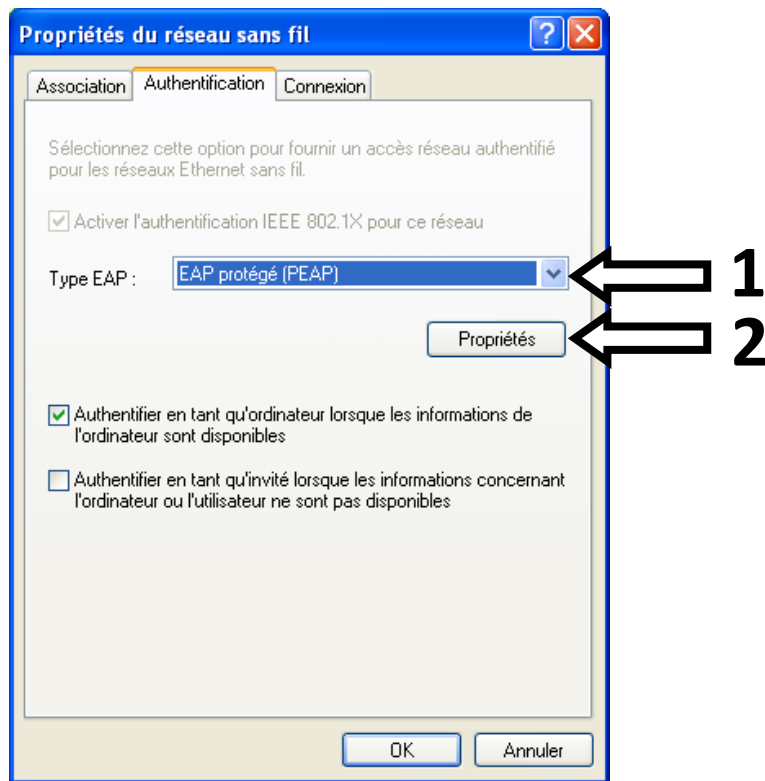 Propriétés du réseau sans fil
Association Authentification Connexion
Sélectionnez cette option pour fournir un accès réseau authentifié
pour les réseaux Ethernet sans fil.
Activer l'authentification IEEE 802.1X pour ce réseau
Type EAP : EAP protégé (PEAP)
1
Propriétés
2
Authentifier en tant qu'ordinateur lorsque les informations de
l'ordinateur sont disponibles
Authentifier en tant qu'invité lorsque les informations concernant
l'ordinateur ou l'utilisateur ne sont pas disponibles
OK Annuler